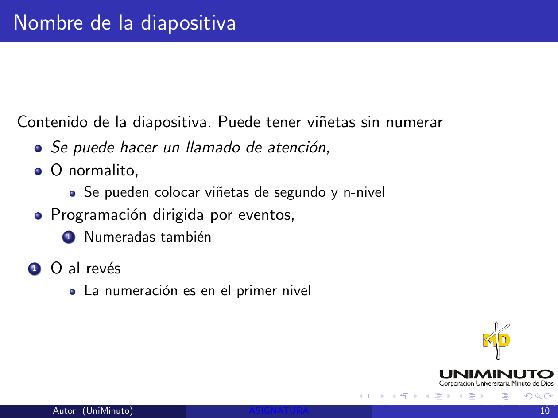 Nombre de la diapositiva
Contenido de la diapositiva. Puede tener viñetas sin numerar
Se puede hacer un llamado de atención,
O normalito,
Se pueden colocar viñetas de segundo y n-nivel
Programación dirigida por eventos,
1 Numeradas también
1 O al revés
La numeración es en el primer nivel
MD
UNIMINUTO
Corporación Universitaria Minuto de Dios
Autor (UniMinuto)
ASIGNATURA
10